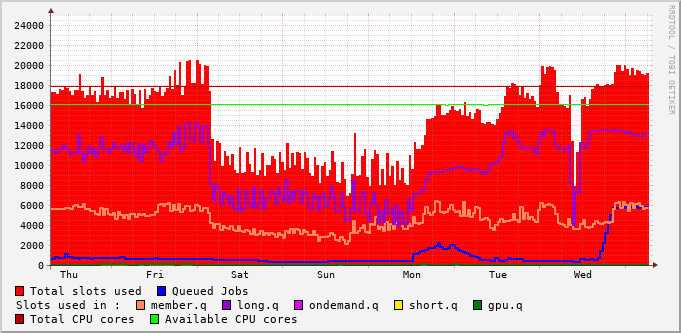 24000
22000
20000
18000
16000
14000
12000
10000
8000
6000
4000
2000
0
Thu Fri Sat Sun Mon Tue Wed
RRDTOOL / TOBI OETIKER
Total slots used Queued Jobs
Slots used in : member.q long.q ondemand.q short.q gpu.q
Total CPU cores Available CPU cores